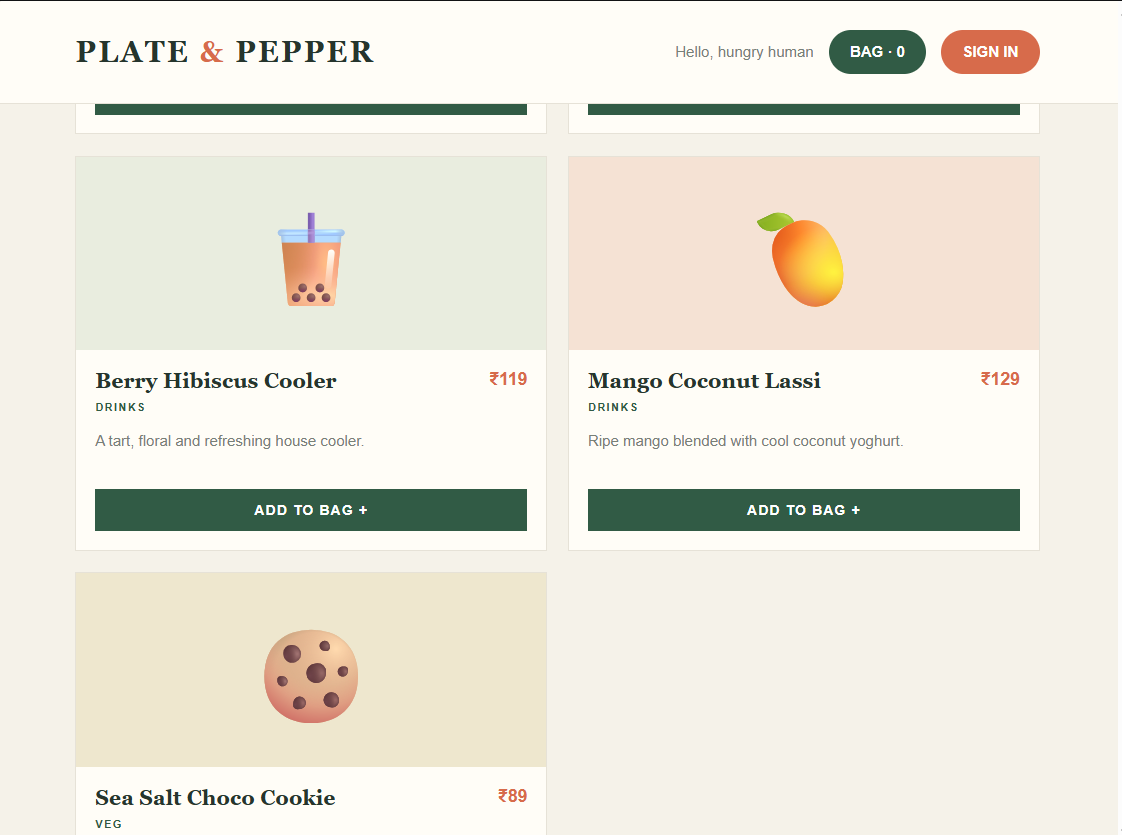 PLATE & PEPPER
Hello, hungry human
BAG · 0
SIGN IN
Berry Hibiscus Cooler
₹119
DRINKS
A tart, floral and refreshing house cooler.
ADD TO BAG +
Mango Coconut Lassi
₹129
DRINKS
Ripe mango blended with cool coconut yoghurt.
ADD TO BAG +
Sea Salt Choco Cookie
₹89
VEG